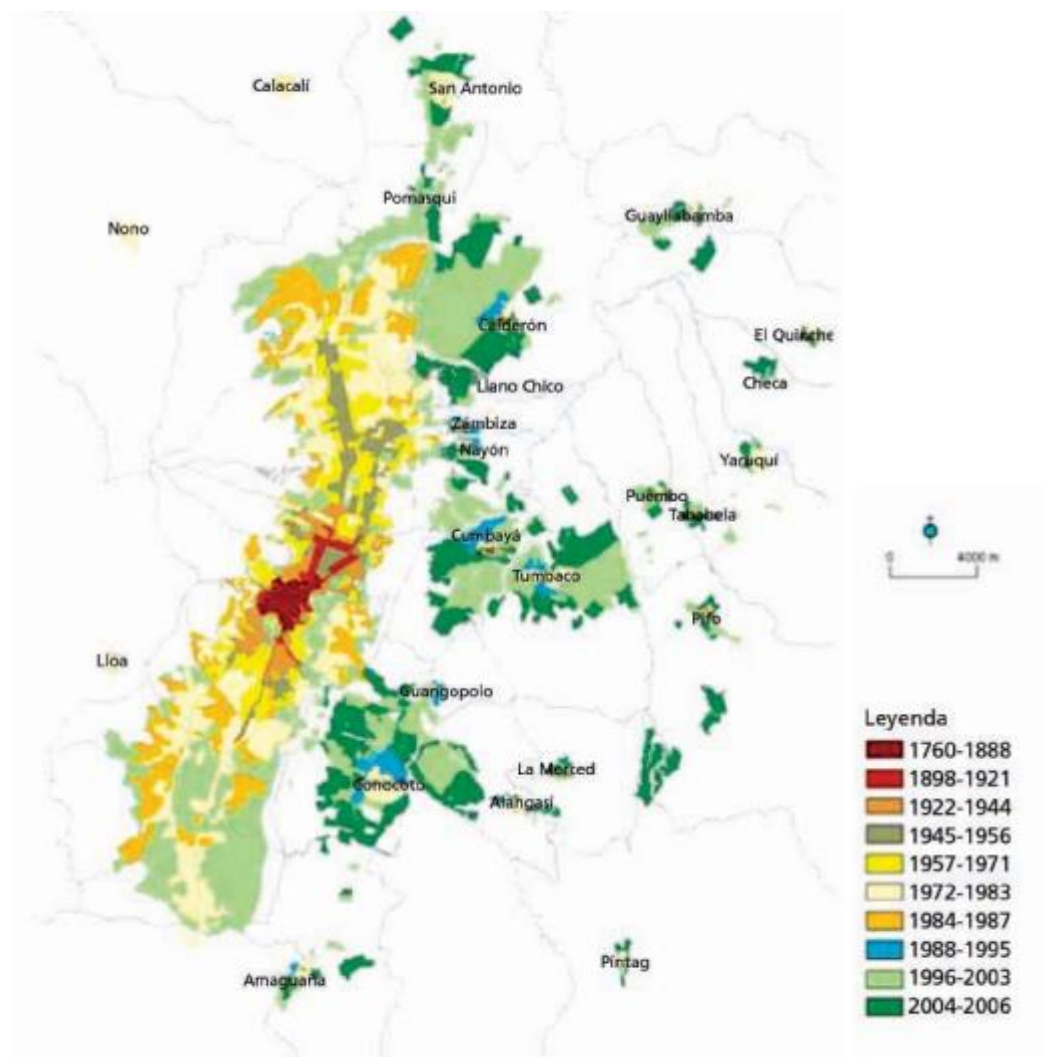 Calacalí
San Antonio
Pomasqui
Guayllabamba
Nono
Calderón
El Quinche
Checa
Llano Chico
Zámbiza
Nayón
Yaruquí
Puembo
Tababela
Cumbayá
Tumbaco
Pifo
Lloa
Guangopolo
La Merced
Conocoto
Alangasí
Píntag
Amaguaña
0 4000 m
Leyenda
1760-1888
1898-1921
1922-1944
1945-1956
1957-1971
1972-1983
1984-1987
1988-1995
1996-2003
2004-2006